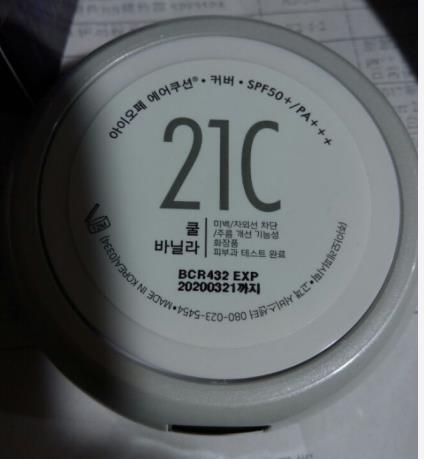 아이오페 에어쿠션® • 커버 • SPF50+/PA+++
21C
쿨
바닐라
미백/자외선 차단
/주름 개선 기능성
화장품
피부과 테스트 완료
BCR432 EXP
20200321까지
고객 서비스센터 080-023-5454 • MADE IN KOREA(0334)